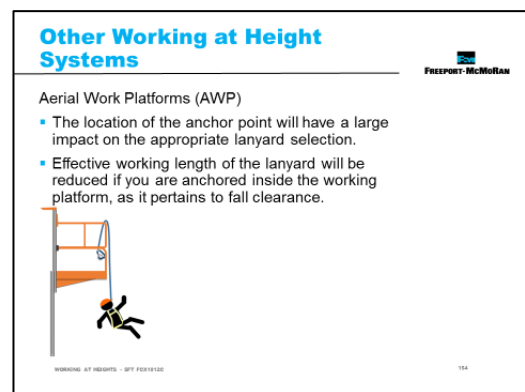 Other Working at Height
Systems
FREEPORT-MCMORAN
Aerial Work Platforms (AWP)
▪ The location of the anchor point will have a large
impact on the appropriate lanyard selection.
▪ Effective working length of the lanyard will be
reduced if you are anchored inside the working
platform, as it pertains to fall clearance.
WORKING AT HEIGHTS - SFT FCX1012C
154